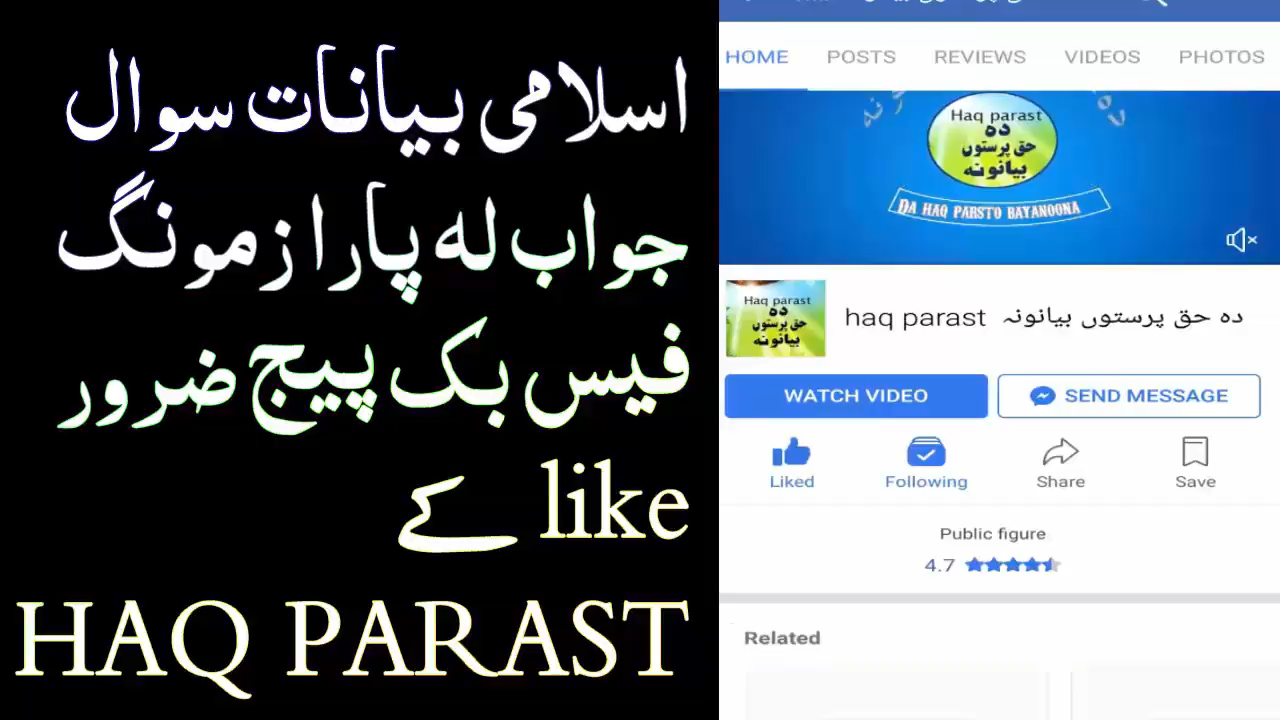 اسلامی بیانات سوال
جواب له پارا زمونگ
فیس بک پیج ضرور
like کے
HAQ PARAST
HOME POSTS REVIEWS VIDEOS PHOTOS
Haq parast
ده
حق پرستوں
بیانونه
DA HAQ PARSTO BAYANOONA
Haq parast
ده
حق پرستوں
بیانونه
haq parast ده حق پرستوں بیانونہ
WATCH VIDEO SEND MESSAGE
Liked Following Share Save
Public figure
4.7
Related